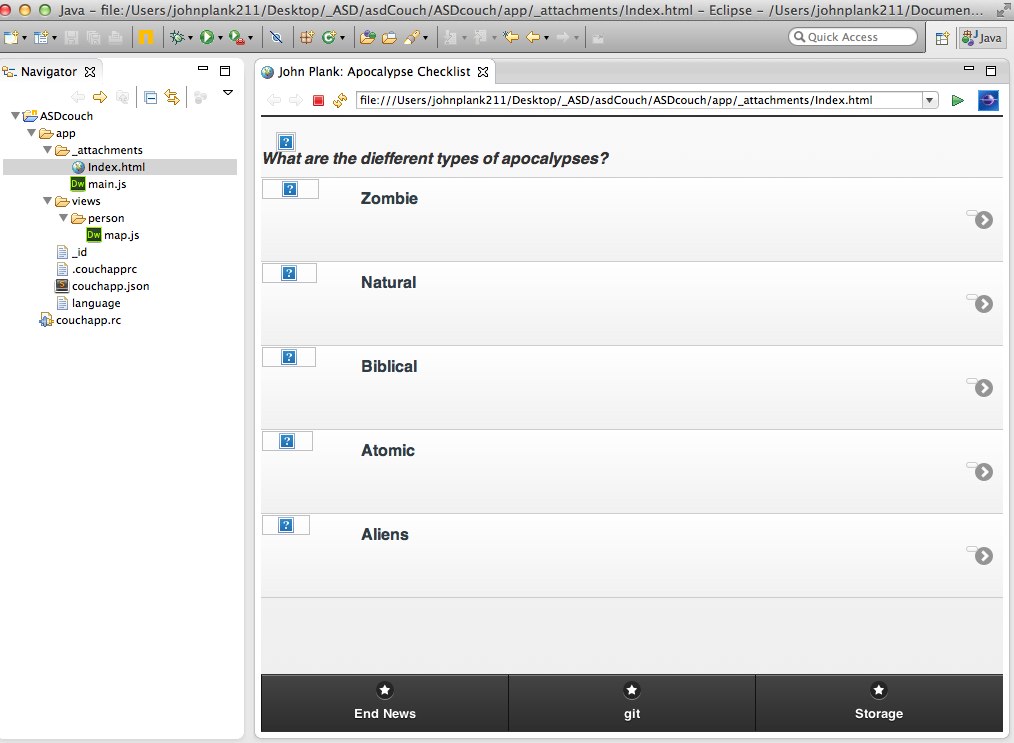 Java – file:/Users/johnplank211/Desktop/_ASD/asdCouch/ASDcouch/app/_attachments/Index.html – Eclipse – /Users/johnplank211/Documen...
Quick Access
Java
Navigator
John Plank: Apocalypse Checklist
file:///Users/johnplank211/Desktop/_ASD/asdCouch/ASDcouch/app/_attachments/Index.html
ASDcouch
app
_attachments
Index.html
Dw main.js
views
person
Dw map.js
_id
.couchapprc
couchapp.json
language
couchapp.rc
What are the diefferent types of apocalypses?
Zombie
Natural
Biblical
Atomic
Aliens
End News
git
Storage